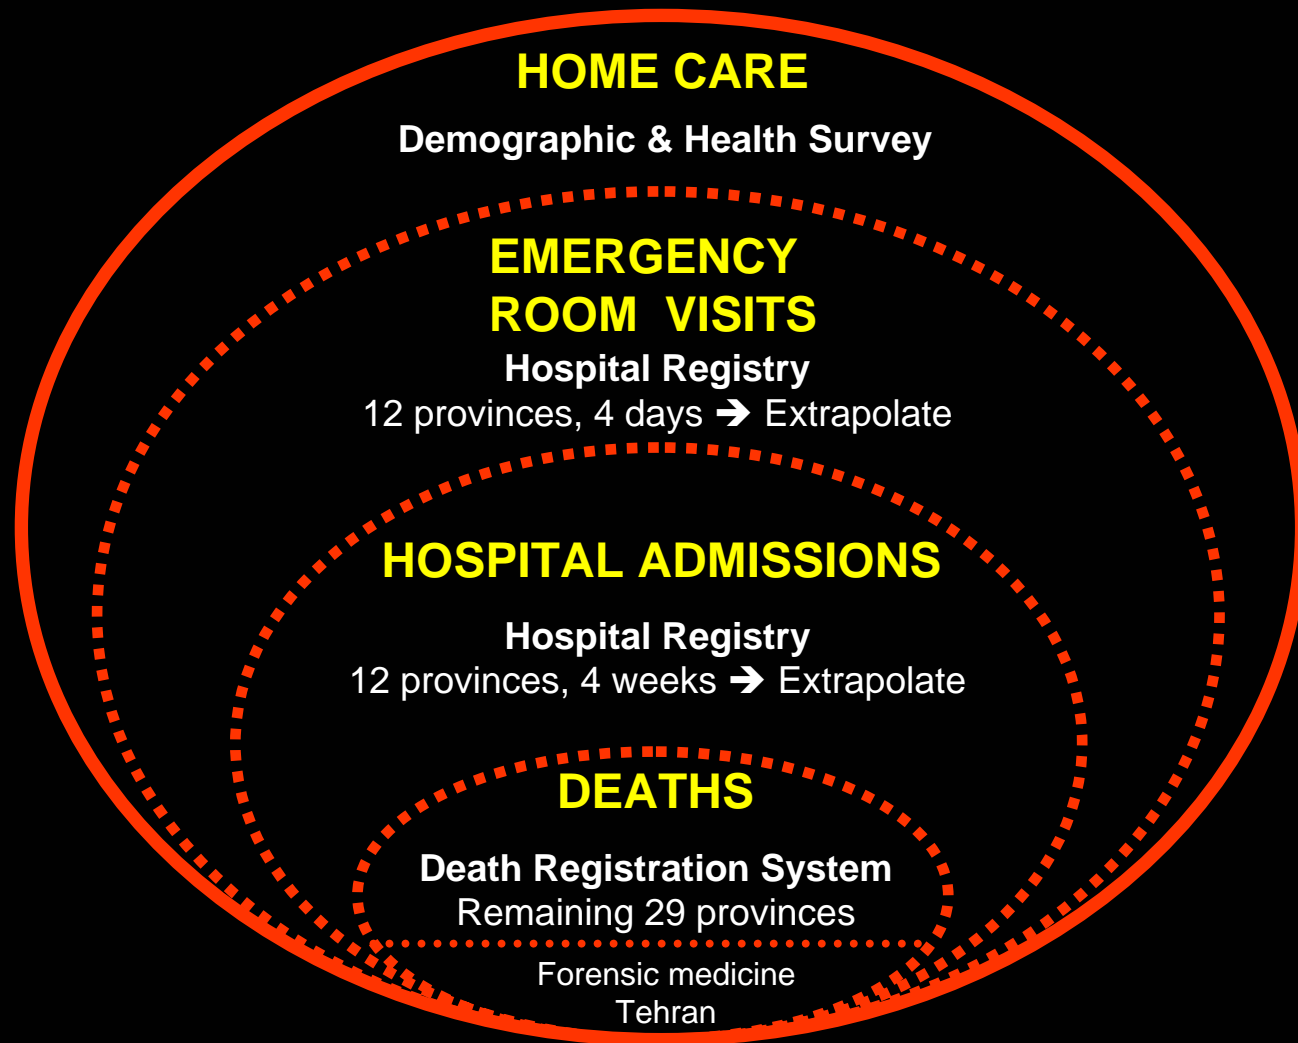 HOME CARE
Demographic & Health Survey
EMERGENCY
ROOM VISITS
Hospital Registry
12 provinces, 4 days ➔ Extrapolate
HOSPITAL ADMISSIONS
Hospital Registry
12 provinces, 4 weeks ➔ Extrapolate
DEATHS
Death Registration System
Remaining 29 provinces
Forensic medicine
Tehran